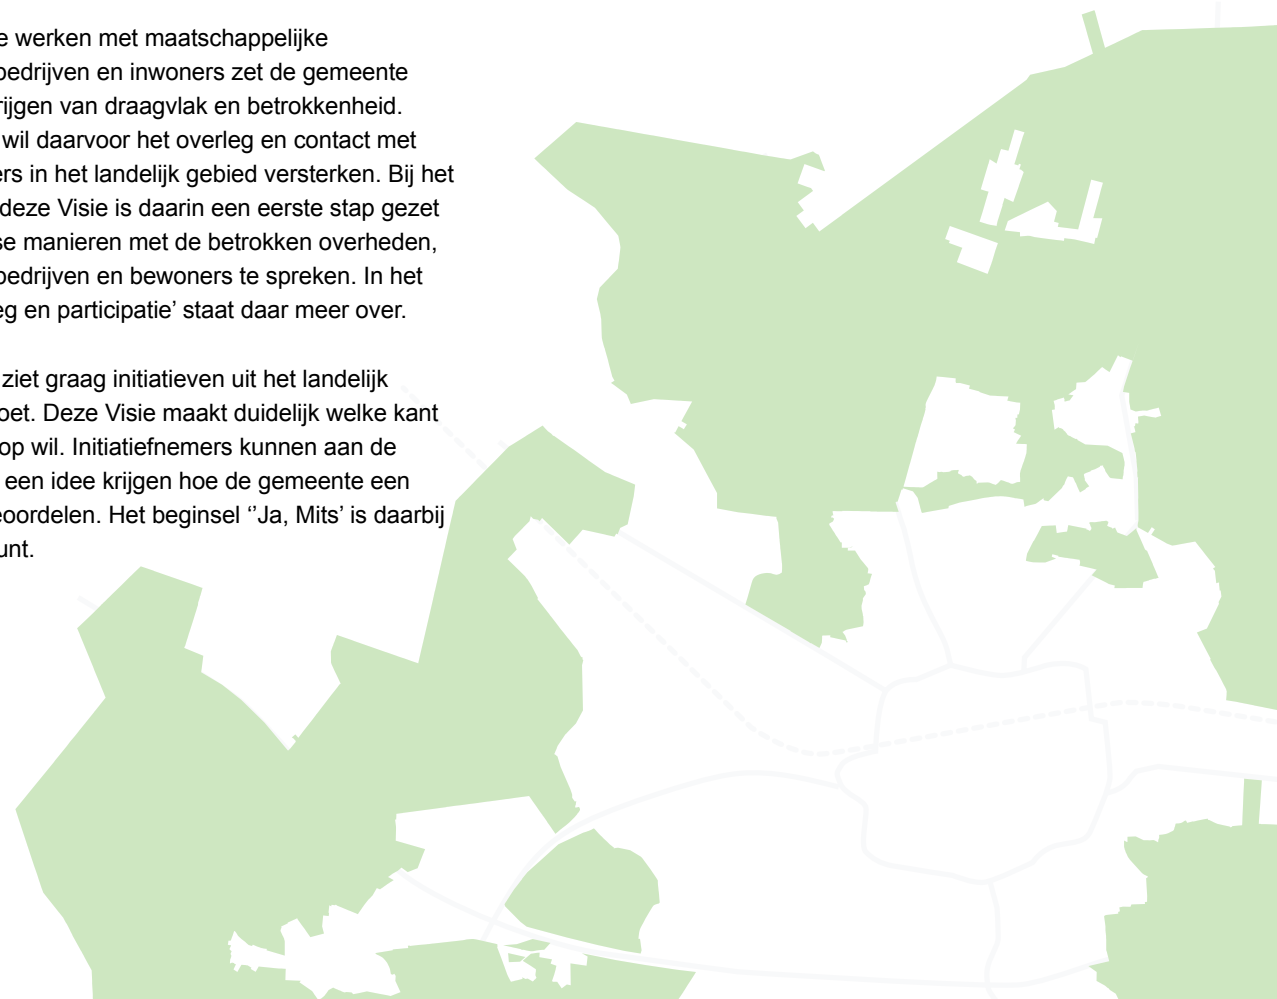 e werken met maatschappelijke
bedrijven en inwoners zet de gemeente
rijgen van draagvlak en betrokkenheid.
wil daarvoor het overleg en contact met
ers in het landelijk gebied versterken. Bij het
deze Visie is daarin een eerste stap gezet
se manieren met de betrokken overheden,
bedrijven en bewoners te spreken. In het
eg en participatie’ staat daar meer over.
ziet graag initiatieven uit het landelijk
oet. Deze Visie maakt duidelijk welke kant
op wil. Initiatiefnemers kunnen aan de
een idee krijgen hoe de gemeente een
eoordelen. Het beginsel ‘’Ja, Mits’ is daarbij
unt.